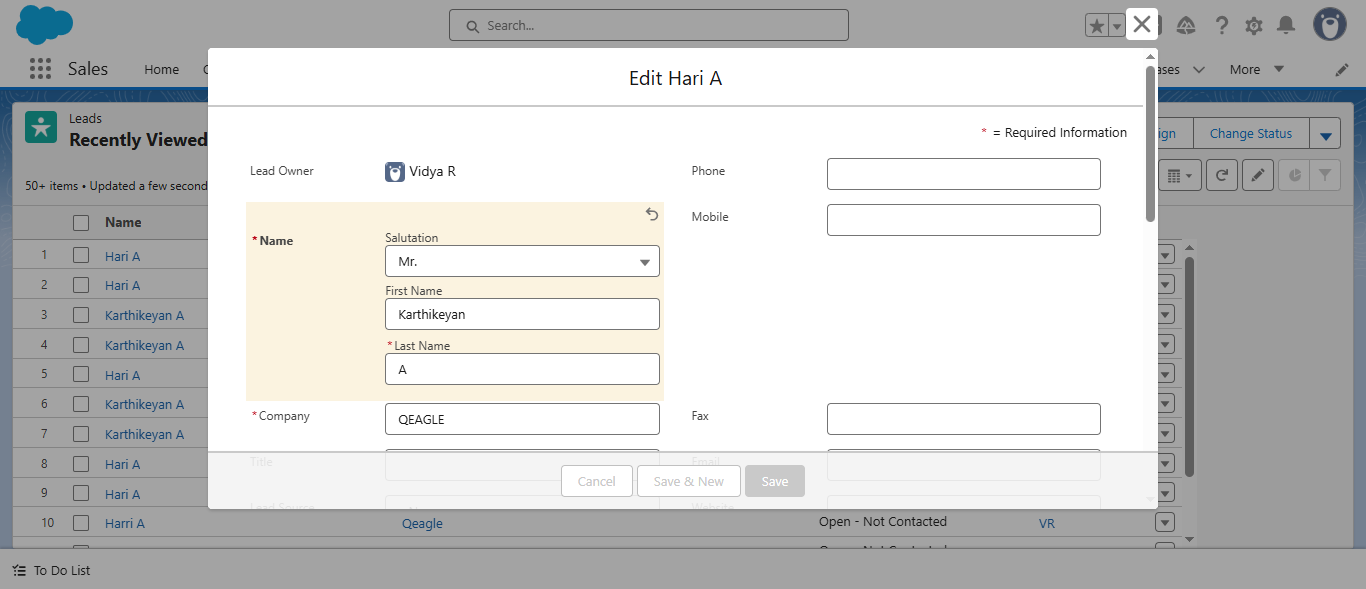 Search...
Sales
Home
More
Leads
Recently Viewed
50+ items • Updated a few second
Change Status
Name
1 Hari A
2 Hari A
3 Karthikeyan A
4 Karthikeyan A
5 Hari A
6 Karthikeyan A
7 Karthikeyan A
8 Hari A
9 Hari A
10 Harri A Qeagle Open - Not Contacted VR
Edit Hari A
* = Required Information
Lead Owner
Vidya R
Phone
Mobile
*Name
Salutation
Mr.
First Name
Karthikeyan
*Last Name
A
*Company
QEAGLE
Fax
Title
Email
Lead Source
Website
Cancel
Save & New
Save
To Do List